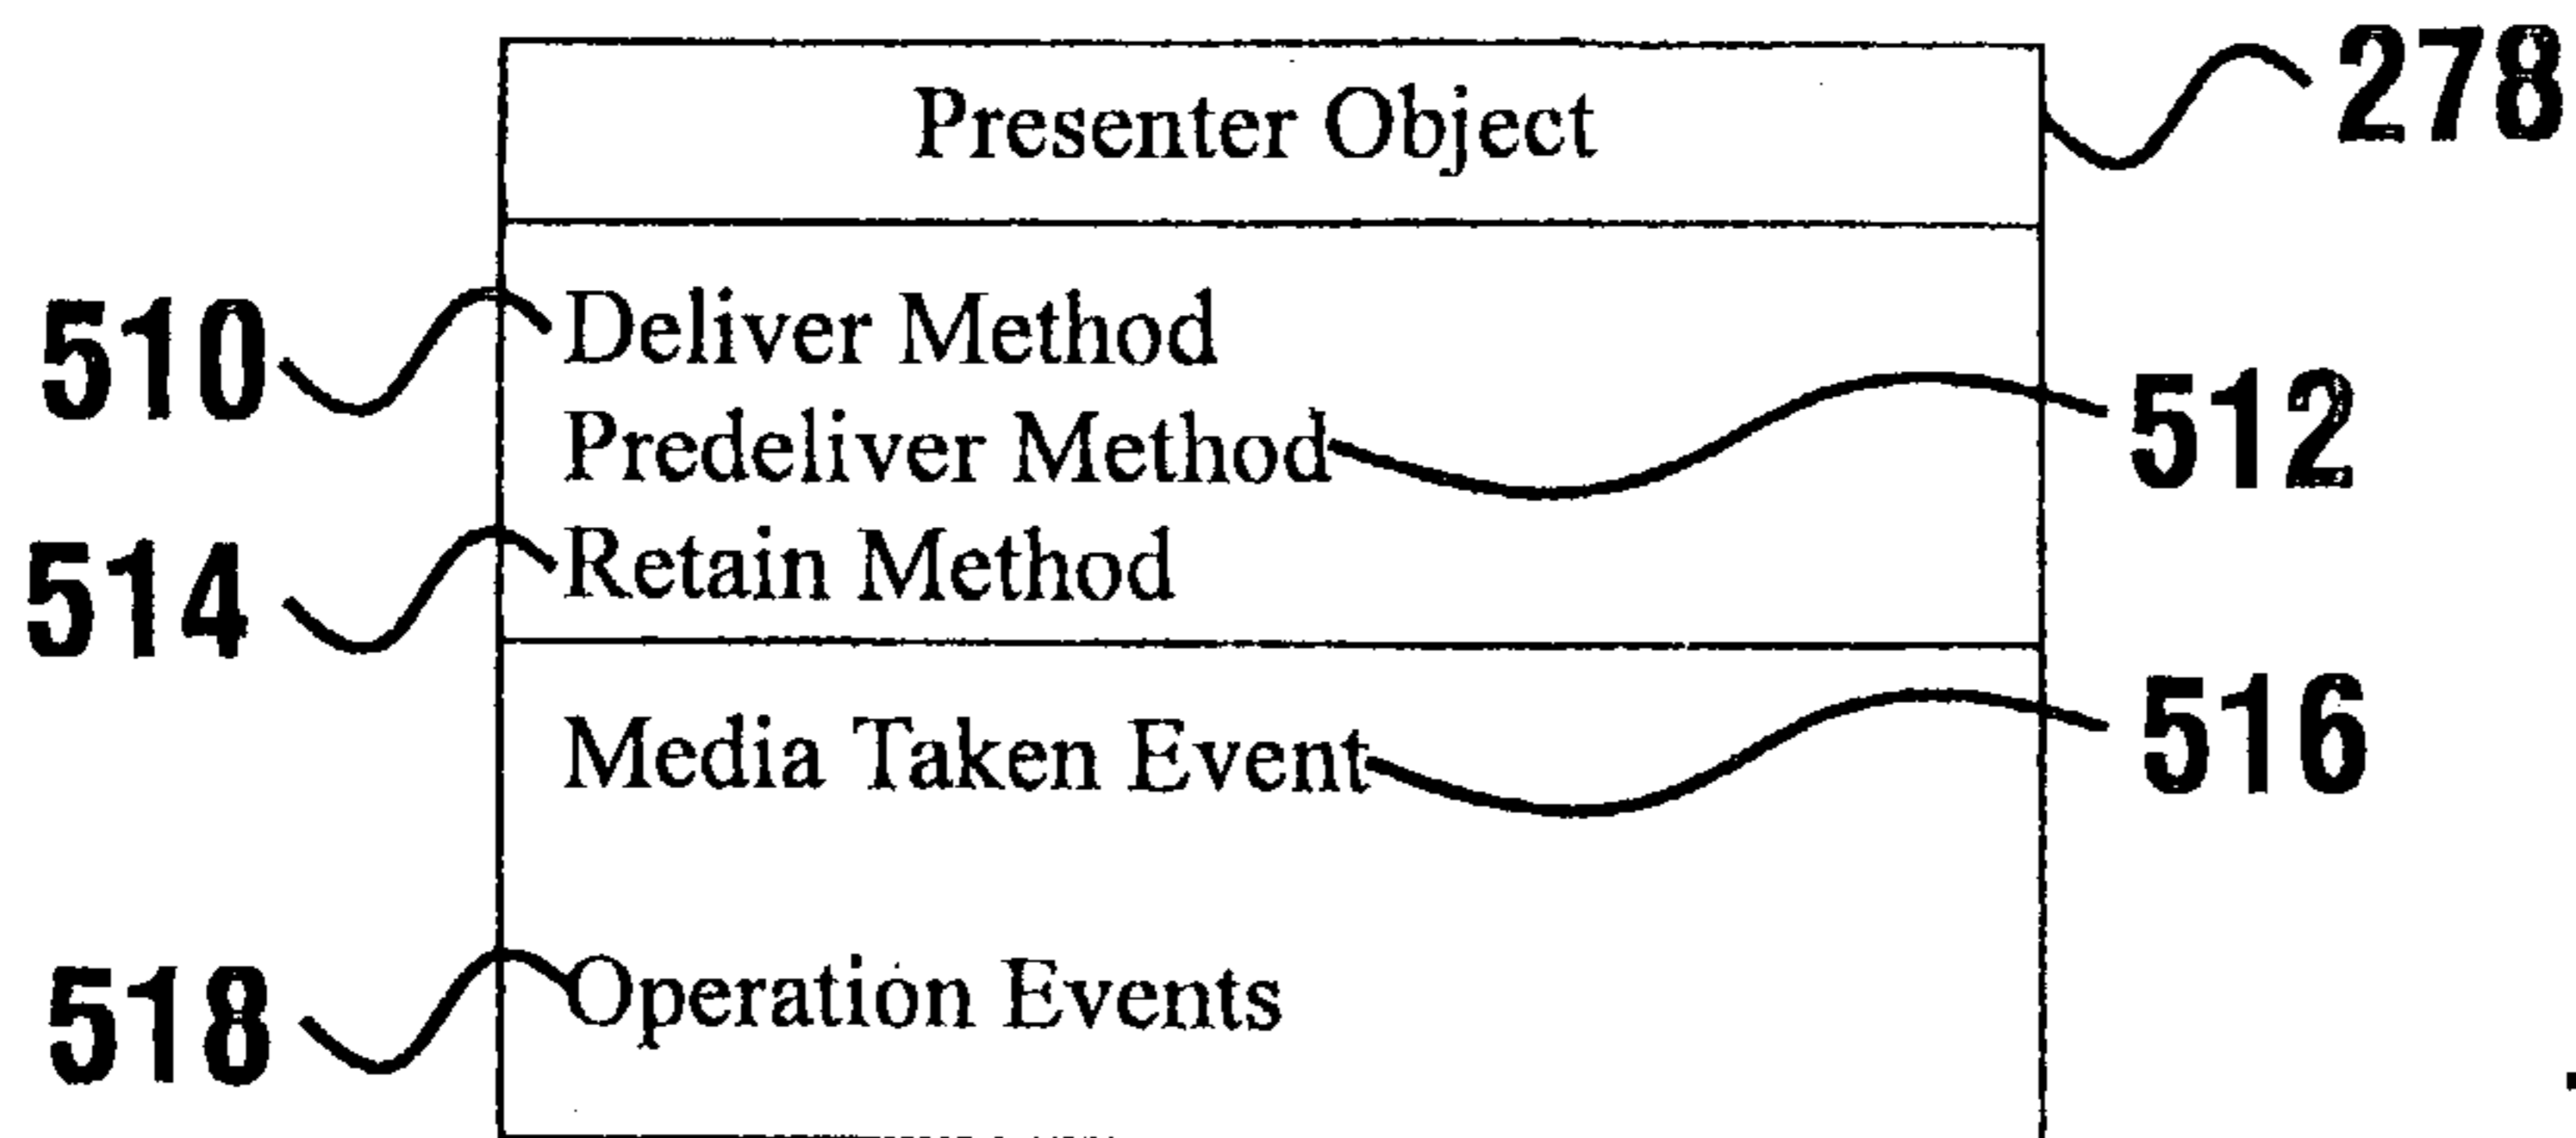 Presenter Object 278
510 Deliver Method
Predeliver Method 512
514 Retain Method
Media Taken Event 516
518 Operation Events